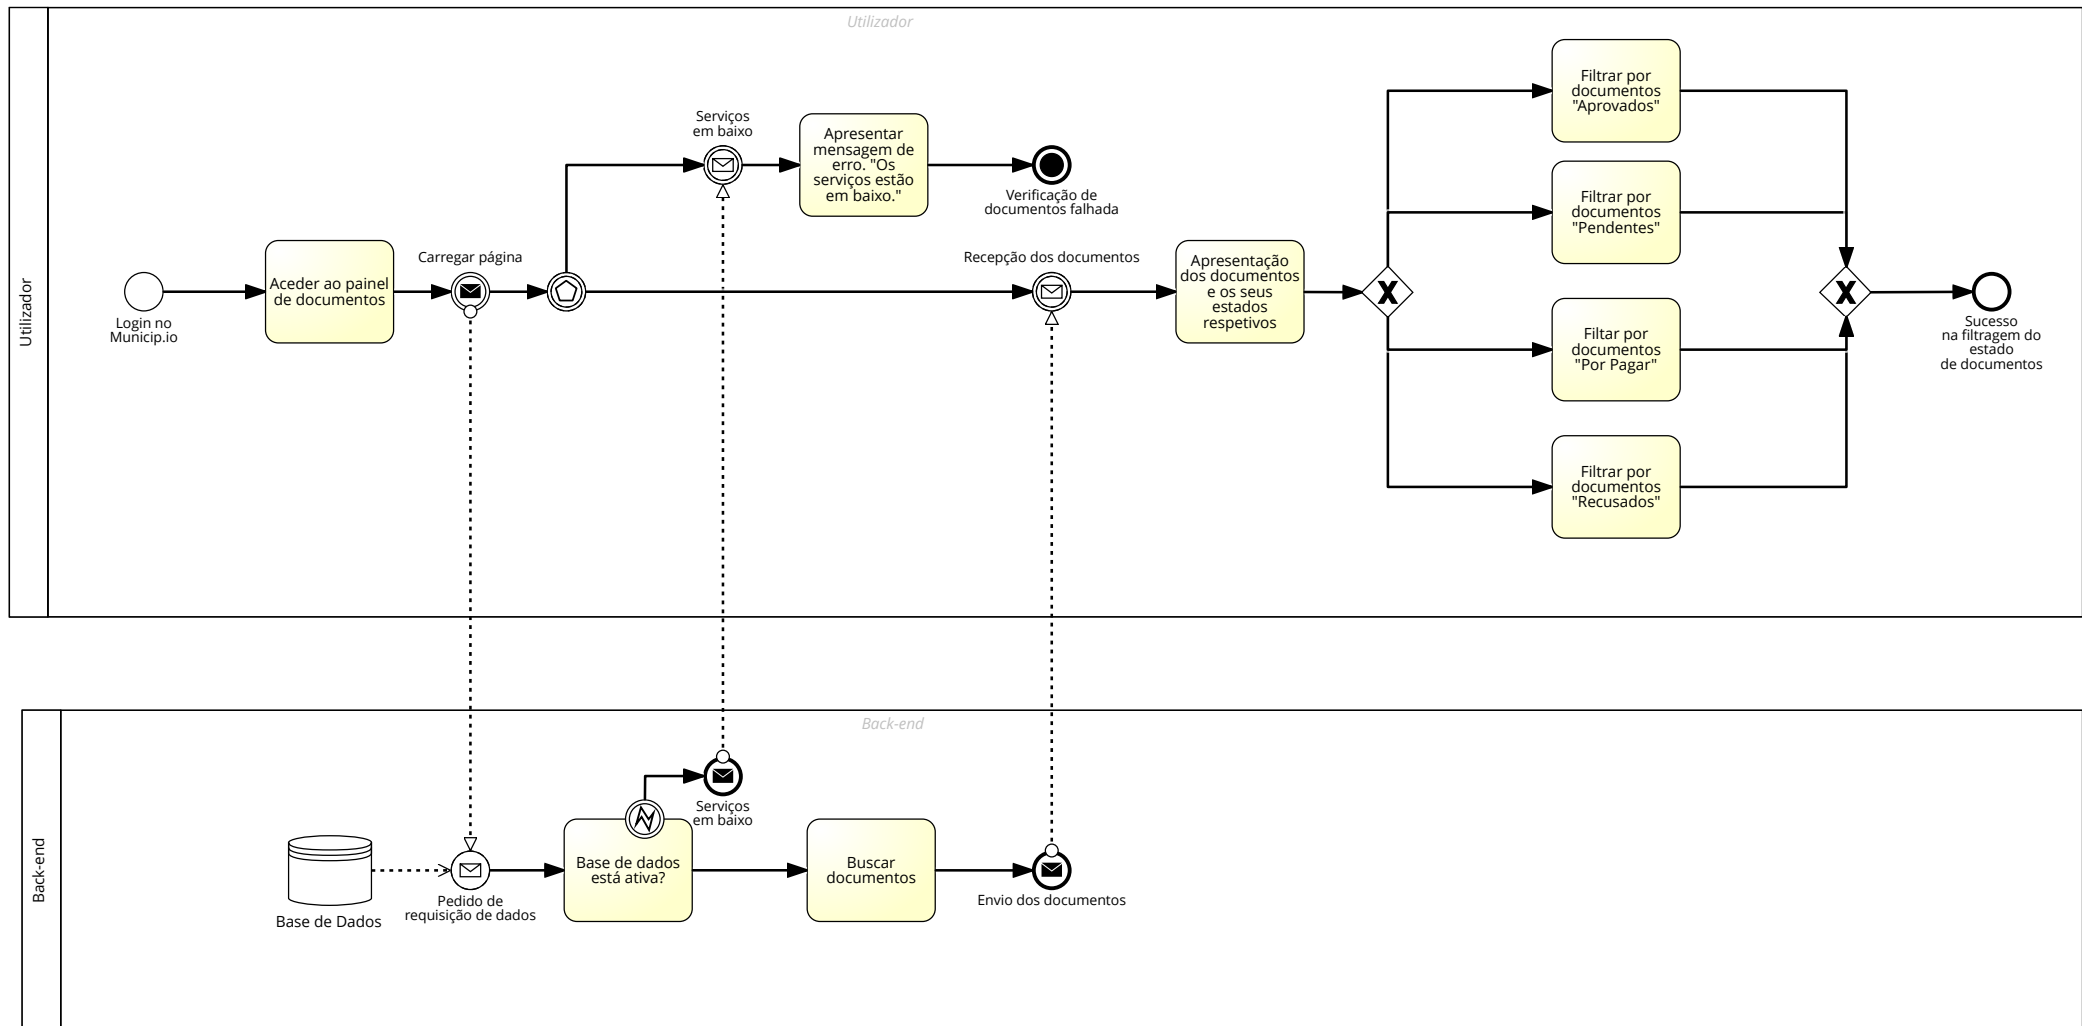 Utilizador
Utilizador
Login no
Municip.io
Aceder ao painel
de documentos
Carregar página
Serviços
em baixo
Apresentar
mensagem de
erro. "Os
serviços estão
em baixo."
Verificação de
documentos falhada
Recepção dos documentos
Apresentação
dos documentos
e os seus
estados
respetivos
Filtrar por
documentos
"Aprovados"
Filtrar por
documentos
"Pendentes"
Filtar por
documentos
"Por Pagar"
Filtrar por
documentos
"Recusados"
Sucesso
na filtragem do
estado
de documentos
Back-end
Back-end
Base de Dados
Pedido de
requisição de dados
Base de dados
está ativa?
Serviços
em baixo
Buscar
documentos
Envio dos documentos